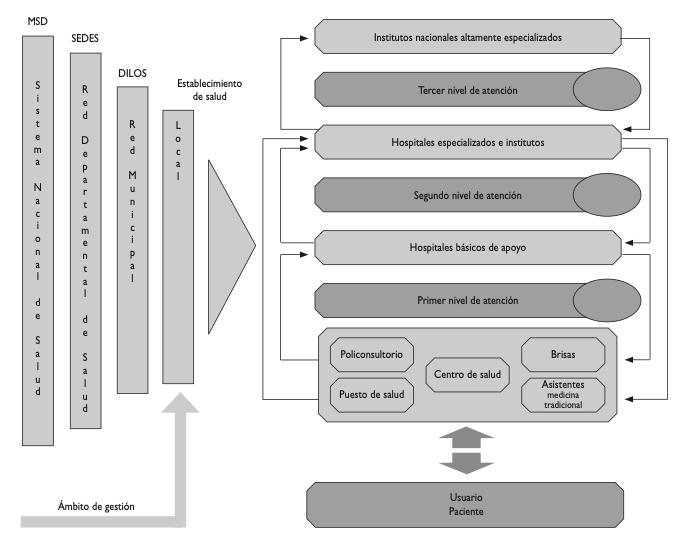 MSD
Sistema Nacional de Salud
SEDES
Red Departamental de Salud
DILOS
Red Municipal
Establecimiento
de salud
Local
Ámbito de gestión
Institutos nacionales altamente especializados
Tercer nivel de atención
Hospitales especializados e institutos
Segundo nivel de atención
Hospitales básicos de apoyo
Primer nivel de atención
Policonsultorio
Brisas
Centro de salud
Puesto de salud
Asistentes
medicina
tradicional
Usuario
Paciente